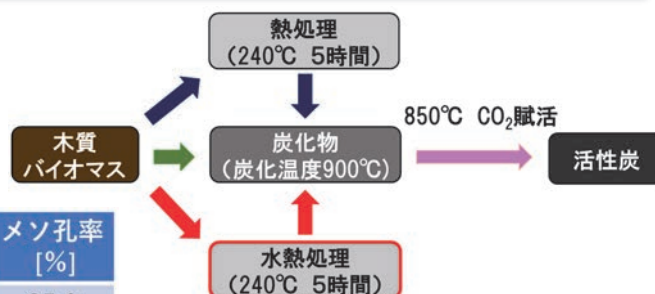 熱処理
（240℃ 5時間）
850℃ CO₂賦活
木質
バイオマス
炭化物
（炭化温度900℃）
活性炭
メソ孔率
[%]
水熱処理
（240℃ 5時間）